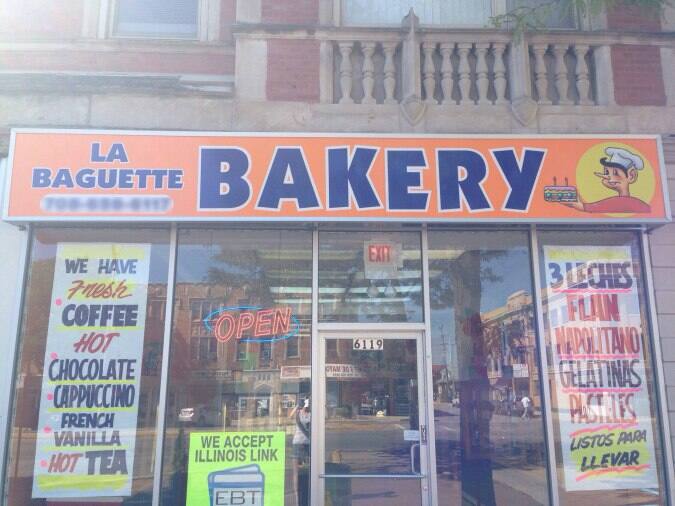 LA
BAGUETTE
BAKERY
EXIT
WE HAVE
Fresh
COFFEE
HOT
CHOCOLATE
CAPPUCCINO
FRENCH
VANILLA
HOT TEA
OPEN
6119
WE ACCEPT
ILLINOIS LINK
EBT
3 LECHES
FLAN
NAPOLITANO
GELATINAS
PASTELES
LISTOS PARA
LLEVAR